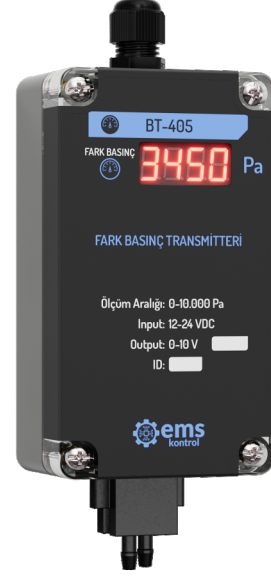 BT-405
FARK BASINÇ
3450 Pa
FARK BASINÇ TRANSMİTTERİ
Ölçüm Aralığı: 0-10.000 Pa
Input: 12-24 VDC
Output: 0-10 V
ID:
ems
kontrol